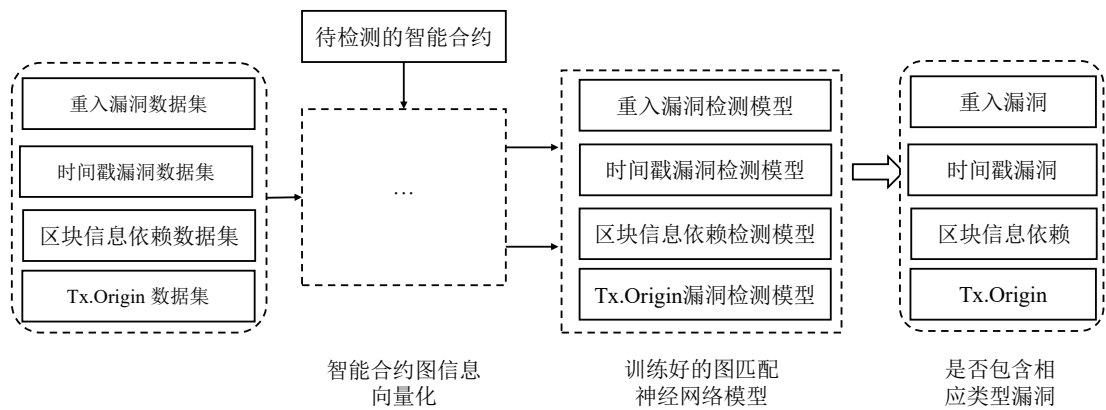 待检测的智能合约
重入漏洞数据集
时间戳漏洞数据集
区块信息依赖数据集
Tx.Origin 数据集
…
重入漏洞检测模型
时间戳漏洞检测模型
区块信息依赖检测模型
Tx.Origin漏洞检测模型
重入漏洞
时间戳漏洞
区块信息依赖
Tx.Origin
智能合约图信息
向量化
训练好的图匹配
神经网络模型
是否包含相
应类型漏洞